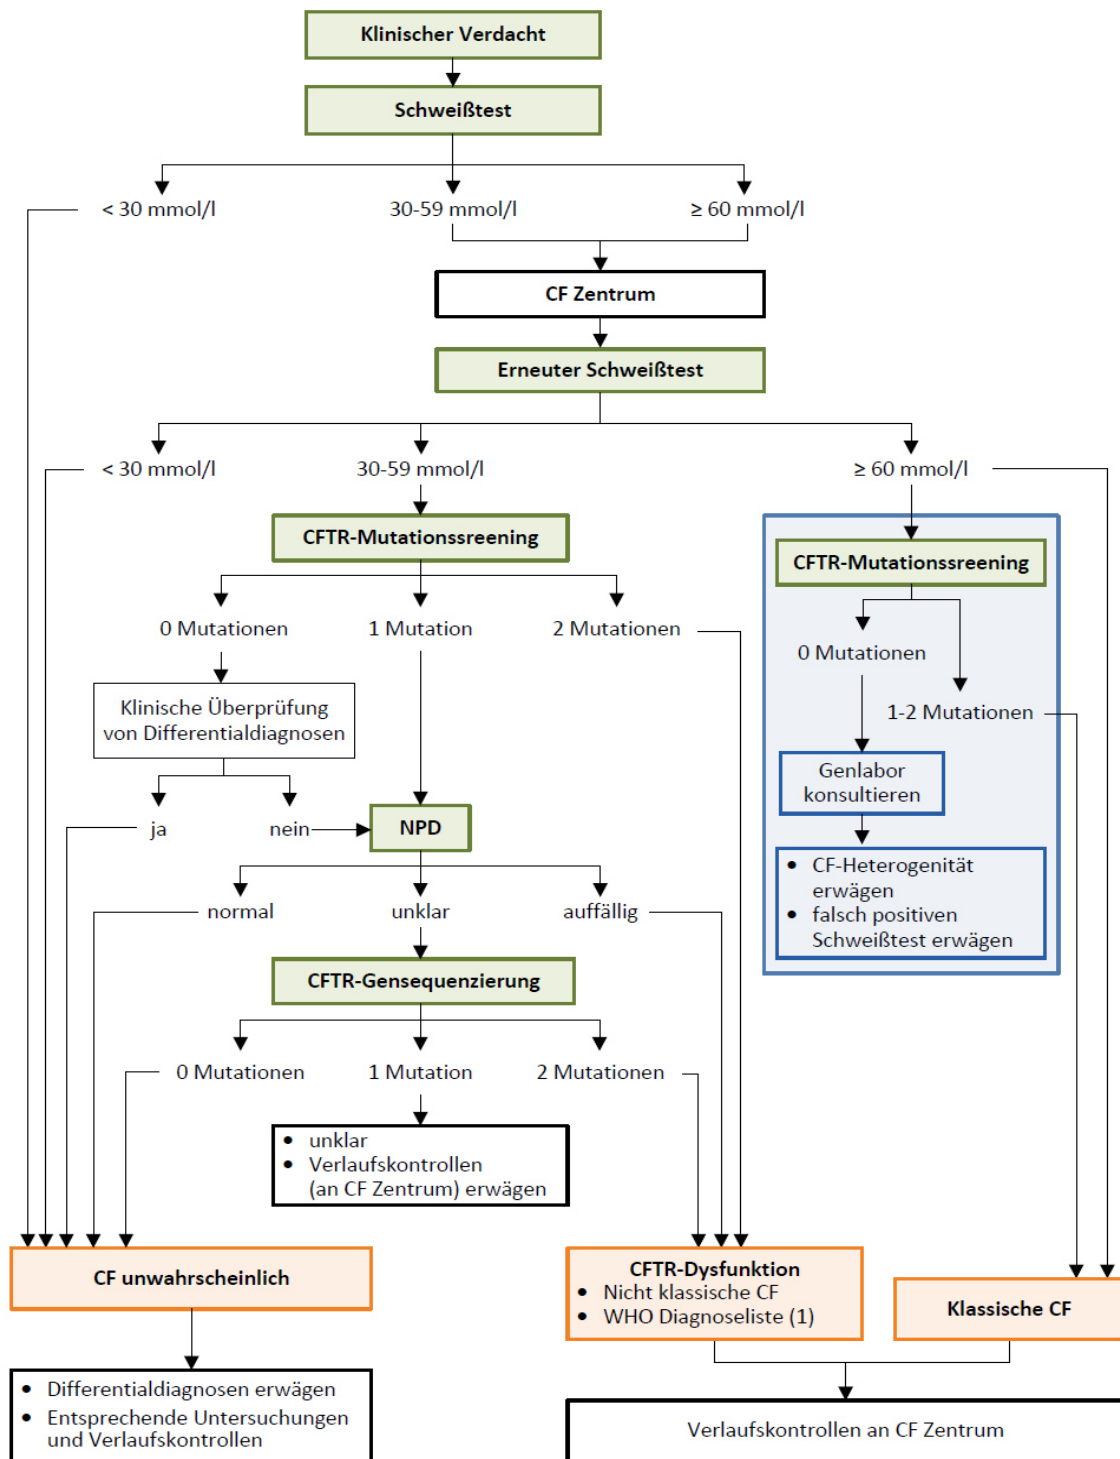 Klinischer Verdacht
Schweißtest
< 30 mmol/l
30-59 mmol/l
≥ 60 mmol/l
CF Zentrum
Erneuter Schweißtest
< 30 mmol/l
30-59 mmol/l
≥ 60 mmol/l
CFTR-Mutationssreening
CFTR-Mutationssreening
0 Mutationen
1 Mutation
2 Mutationen
0 Mutationen
1-2 Mutationen
Klinische Überprüfung
von Differentialdiagnosen
Genlabor
konsultieren
ja
nein
NPD
• CF-Heterogenität
erwägen
• falsch positiven
Schweißtest erwägen
normal
unklar
auffällig
CFTR-Gensequenzierung
0 Mutationen
1 Mutation
2 Mutationen
• unklar
• Verlaufskontrollen
(an CF Zentrum) erwägen
CF unwahrscheinlich
CFTR-Dysfunktion
• Nicht klassische CF
• WHO Diagnoseliste (1)
Klassische CF
• Differentialdiagnosen erwägen
• Entsprechende Untersuchungen
und Verlaufskontrollen
Verlaufskontrollen an CF Zentrum